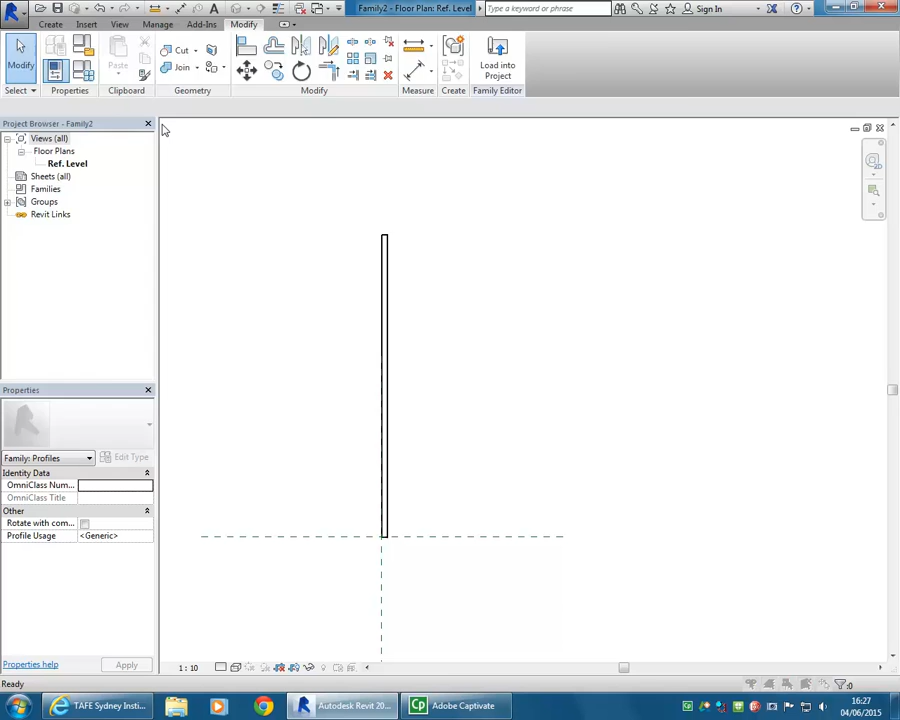 Family2 - Floor Plan: Ref. Level
Type a keyword or phrase
Sign In
Create Insert View Manage Add-Ins Modify
Modify Paste Cut Join Load into Project
Select Properties Clipboard Geometry Modify Measure Create Family Editor
Project Browser - Family2
Views (all)
Floor Plans
Ref. Level
Sheets (all)
Families
Groups
Revit Links
Properties
Family: Profiles Edit Type
Identity Data
OmniClass Num...
OmniClass Title
Other
Rotate with com...
Profile Usage <Generic>
Properties help Apply
1 : 10
Ready
:0
TAFE Sydney Insti... Autodesk Revit 20... Cp Adobe Captivate
16:27
04/06/2015